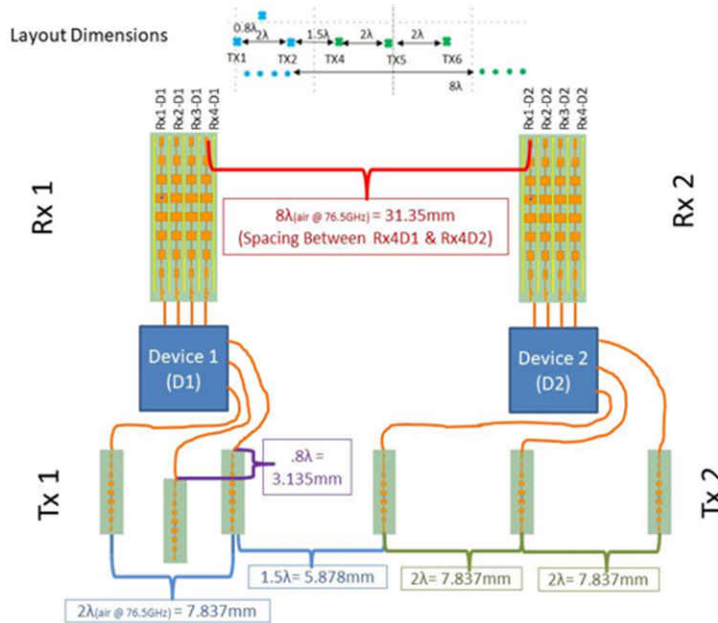 Layout Dimensions
0.8λ
2λ
1.5λ
2λ
2λ
TX1
TX2
TX4
TX5
TX6
8λ
Rx1-D1
Rx2-D1
Rx3-D1
Rx4-D1
Rx1-D2
Rx2-D2
Rx3-D2
Rx4-D2
Rx 1
Rx 2
8λ(air @ 76.5GHz) = 31.35mm
(Spacing Between Rx4D1 & Rx4D2)
Device 1
(D1)
Device 2
(D2)
.8λ =
3.135mm
Tx 1
Tx 2
1.5λ= 5.878mm
2λ= 7.837mm
2λ= 7.837mm
2λ(air @ 76.5GHz) = 7.837mm